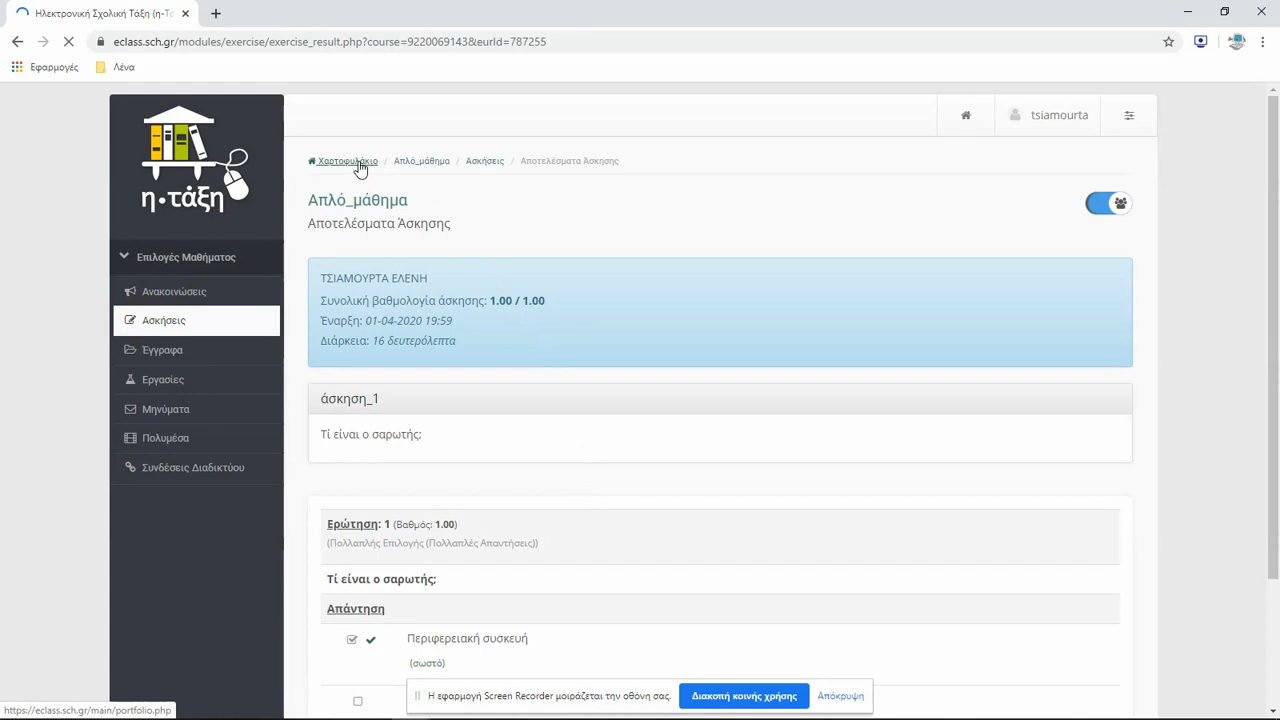 Ηλεκτρονική Σχολική Τάξη (η-Τά
eclass.sch.gr/modules/exercise/exercise_result.php?course=9220069143&eurId=787255
Εφαρμογές Λένα
η·τάξη
tsiamourta
Χαρτοφυλάκιο / Απλό_μάθημα / Ασκήσεις / Αποτελέσματα Άσκησης
Απλό_μάθημα
Αποτελέσματα Άσκησης
Επιλογές Μαθήματος
Ανακοινώσεις
Ασκήσεις
Έγγραφα
Εργασίες
Μηνύματα
Πολυμέσα
Συνδέσεις Διαδικτύου
ΤΣΙΑΜΟΥΡΤΑ ΕΛΕΝΗ
Συνολική βαθμολογία άσκησης: 1.00 / 1.00
Έναρξη: 01-04-2020 19:59
Διάρκεια: 16 δευτερόλεπτα
άσκηση_1
Τί είναι ο σαρωτής;
Ερώτηση: 1 (Βαθμός: 1.00)
(Πολλαπλής Επιλογής (Πολλαπλές Απαντήσεις))
Τί είναι ο σαρωτής;
Απάντηση
Περιφερειακή συσκευή
(σωστό)
Η εφαρμογή Screen Recorder μοιράζεται την οθόνη σας. Διακοπή κοινής χρήσης Απόκρυψη
https://eclass.sch.gr/main/portfolio.php